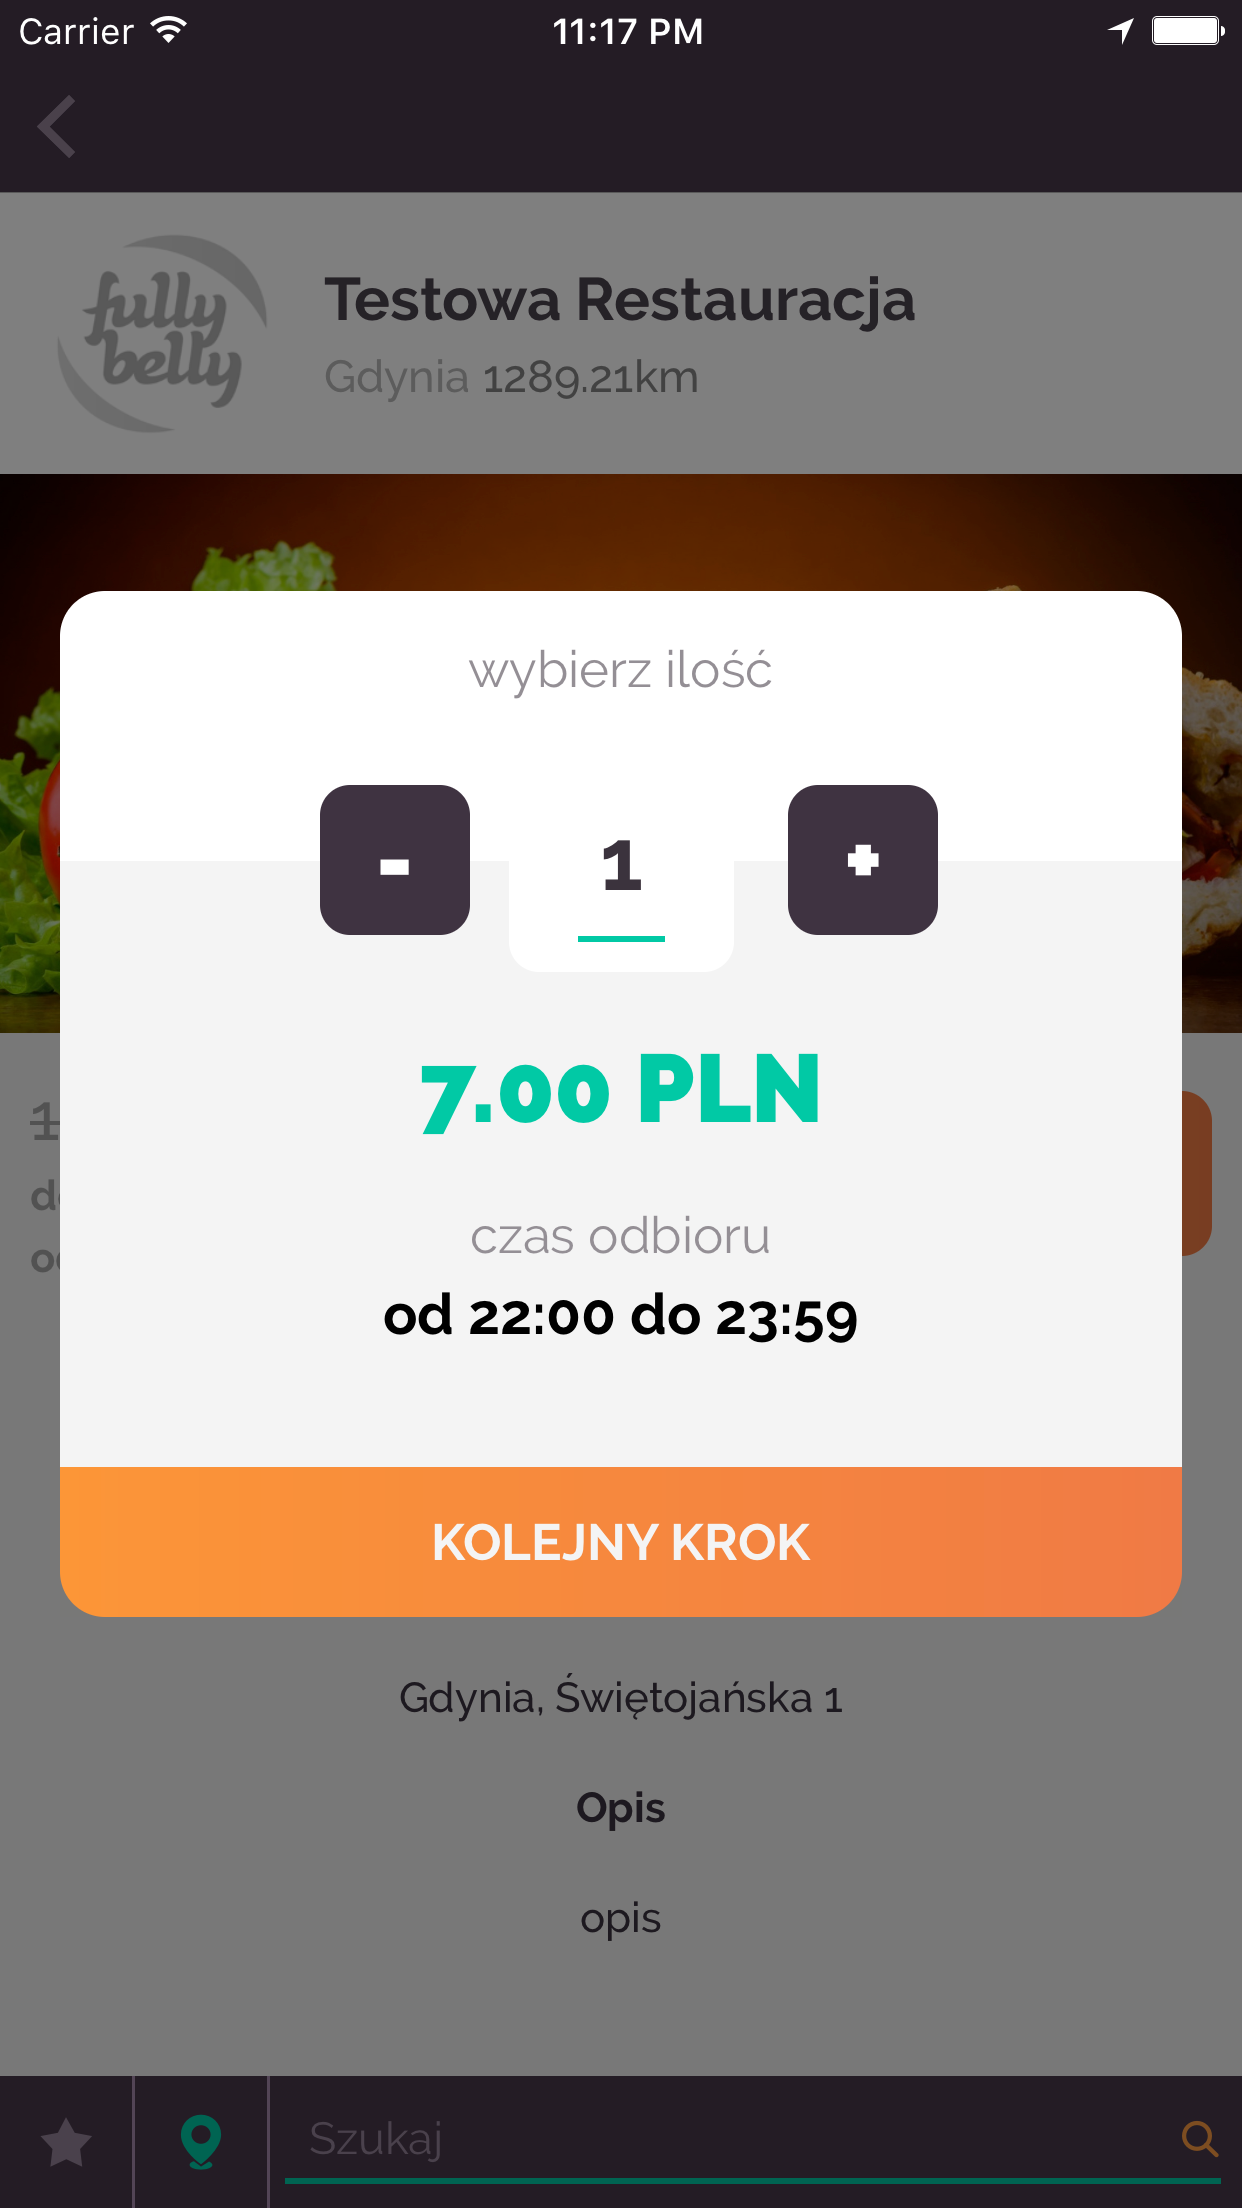 Carrier 11:17 PM
fully
belly
Testowa Restauracja
Gdynia 1289.21km
wybierz ilość
- 1 +
7.00 PLN
czas odbioru
od 22:00 do 23:59
KOLEJNY KROK
Gdynia, Świętojańska 1
Opis
opis
Szukaj